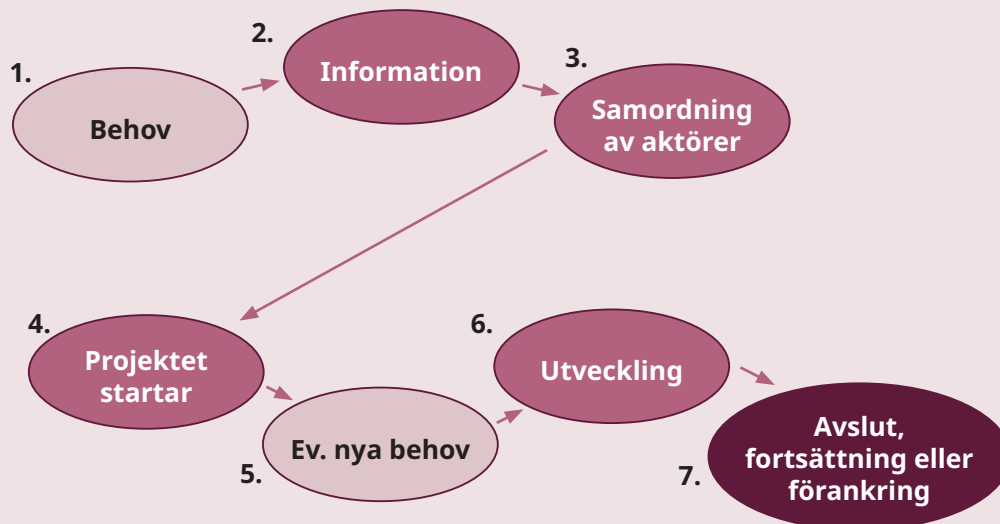 1.
Behov
2.
Information
3.
Samordning
av aktörer
4.
Projektet
startar
5.
Ev. nya behov
6.
Utveckling
7.
Avslut,
fortsättning eller
förankring